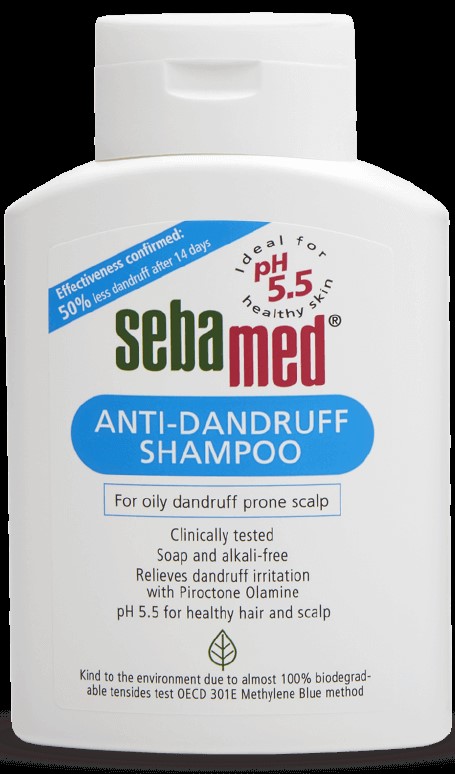 Effectiveness confirmed:
50% less dandruff after 14 days
Ideal for
pH
5.5
healthy skin
sebamed®
ANTI-DANDRUFF
SHAMPOO
For oily dandruff prone scalp
Clinically tested
Soap and alkali-free
Relieves dandruff irritation
with Piroctone Olamine
pH 5.5 for healthy hair and scalp
Kind to the environment due to almost 100% biodegrad-
able tensides test OECD 301E Methylene Blue method